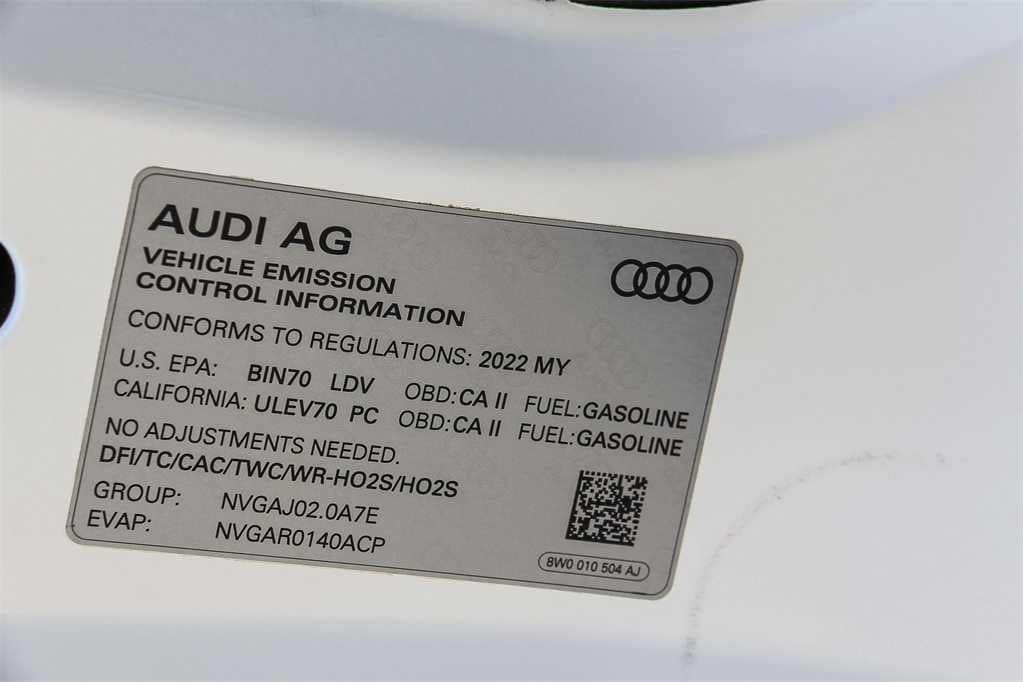 AUDI AG
VEHICLE EMISSION
CONTROL INFORMATION
CONFORMS TO REGULATIONS: 2022 MY
U.S. EPA: BIN70 LDV OBD:CA II FUEL:GASOLINE
CALIFORNIA: ULEV70 PC OBD:CA II FUEL:GASOLINE
NO ADJUSTMENTS NEEDED.
DFI/TC/CAC/TWC/WR-HO2S/HO2S
GROUP: NVGAJ02.0A7E
EVAP: NVGAR0140ACP
8W0 010 504 AJ